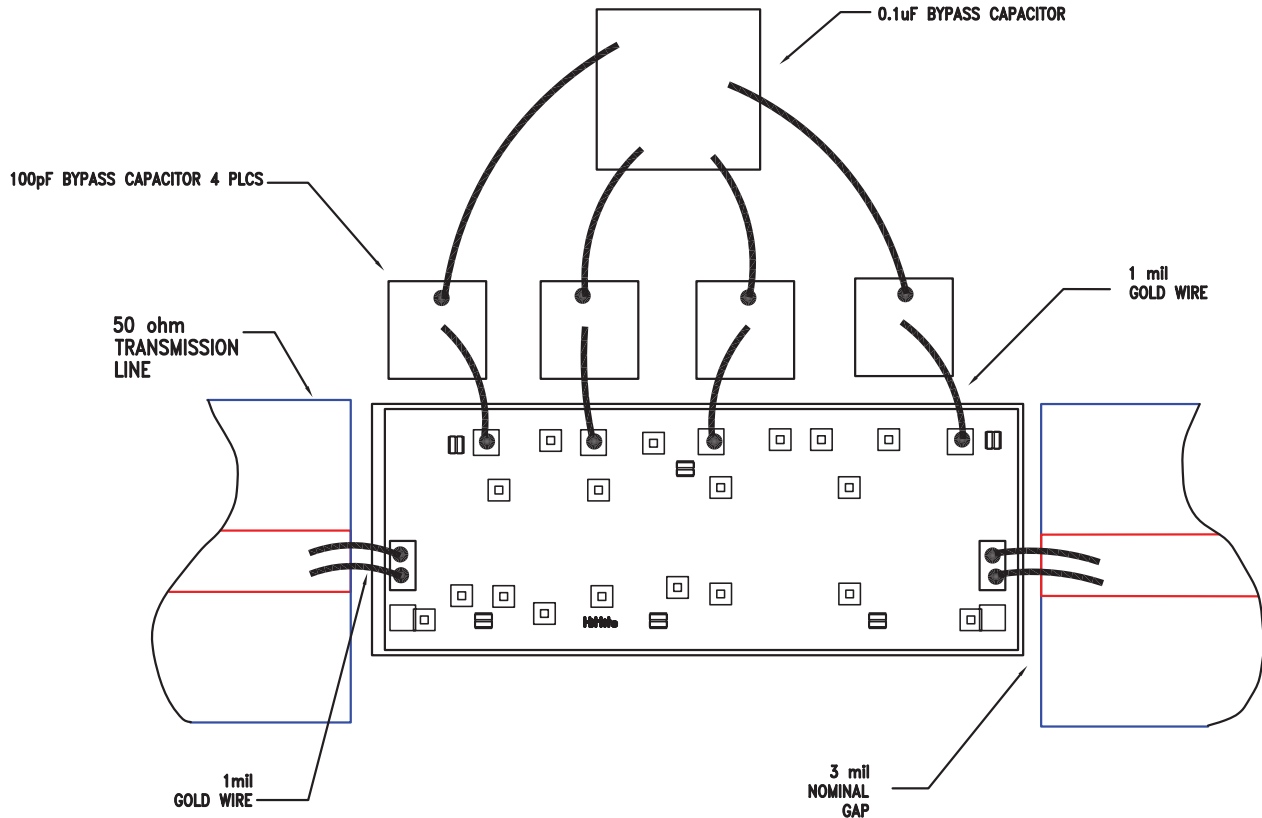 0.1uF BYPASS CAPACITOR
100pF BYPASS CAPACITOR 4 PLCS
1 mil
GOLD WIRE
50 ohm
TRANSMISSION
LINE
1mil
GOLD WIRE
3 mil
NOMINAL
GAP